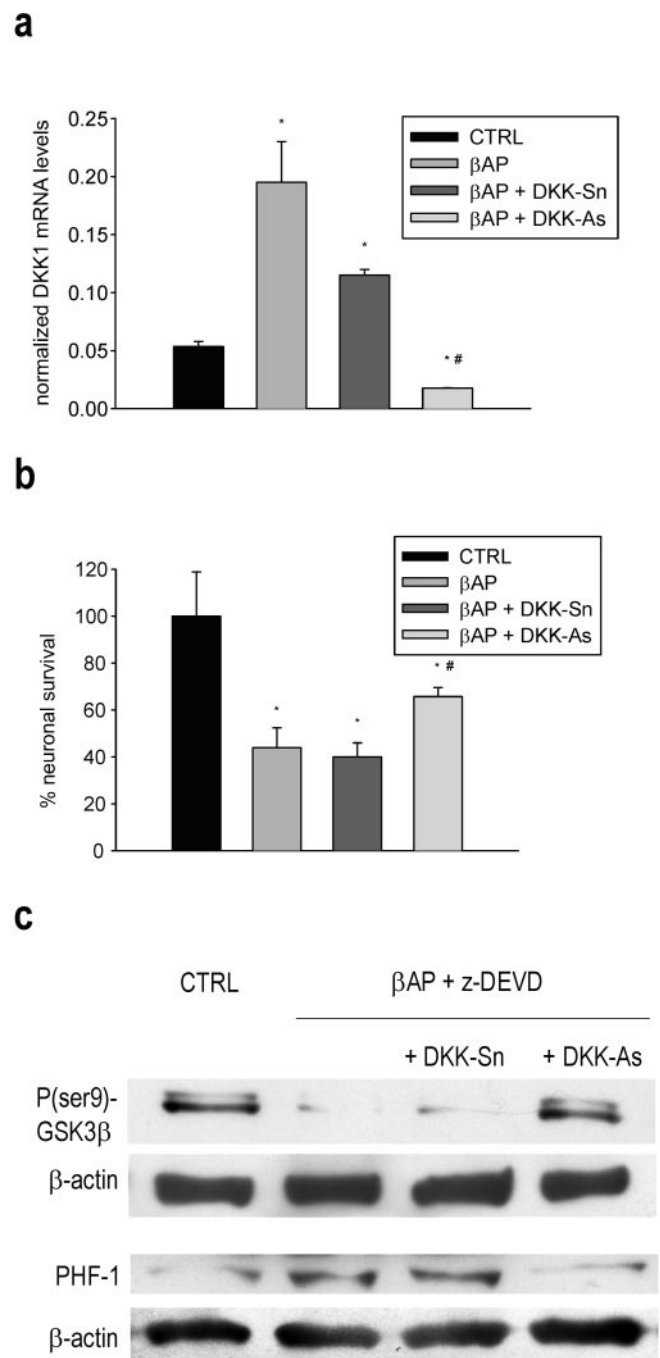 a
normalized DKK1 mRNA levels
0.25
0.20
0.15
0.10
0.05
0.00
*
*
* #
CTRL
βAP
βAP + DKK-Sn
βAP + DKK-As
b
% neuronal survival
120
100
80
60
40
20
0
*
*
* #
CTRL
βAP
βAP + DKK-Sn
βAP + DKK-As
c
CTRL βAP + z-DEVD
+ DKK-Sn + DKK-As
P(ser9)-
GSK3β
β-actin
PHF-1
β-actin